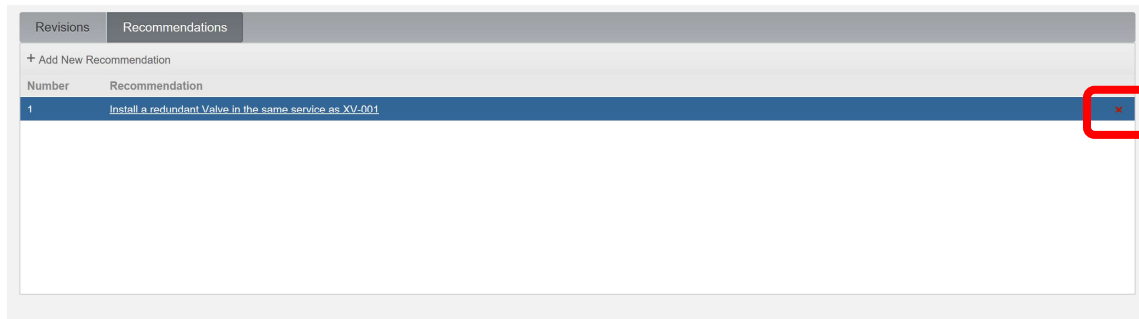 Revisions Recommendations
+ Add New Recommendation
Number Recommendation
1 Install a redundant Valve in the same service as XV-001